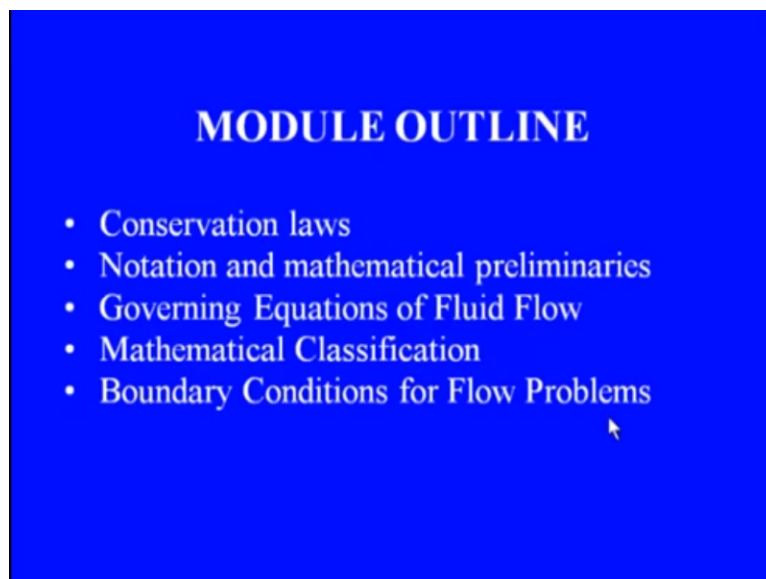 MODULE OUTLINE
• Conservation laws
• Notation and mathematical preliminaries
• Governing Equations of Fluid Flow
• Mathematical Classification
• Boundary Conditions for Flow Problems